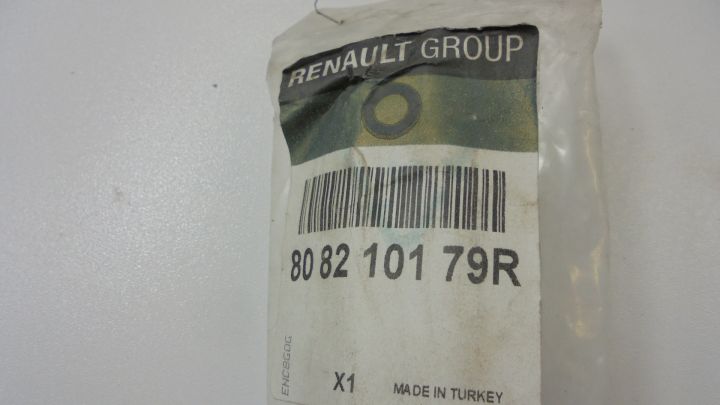 RENAULT GROUP
80 82 101 79R
X1
MADE IN TURKEY